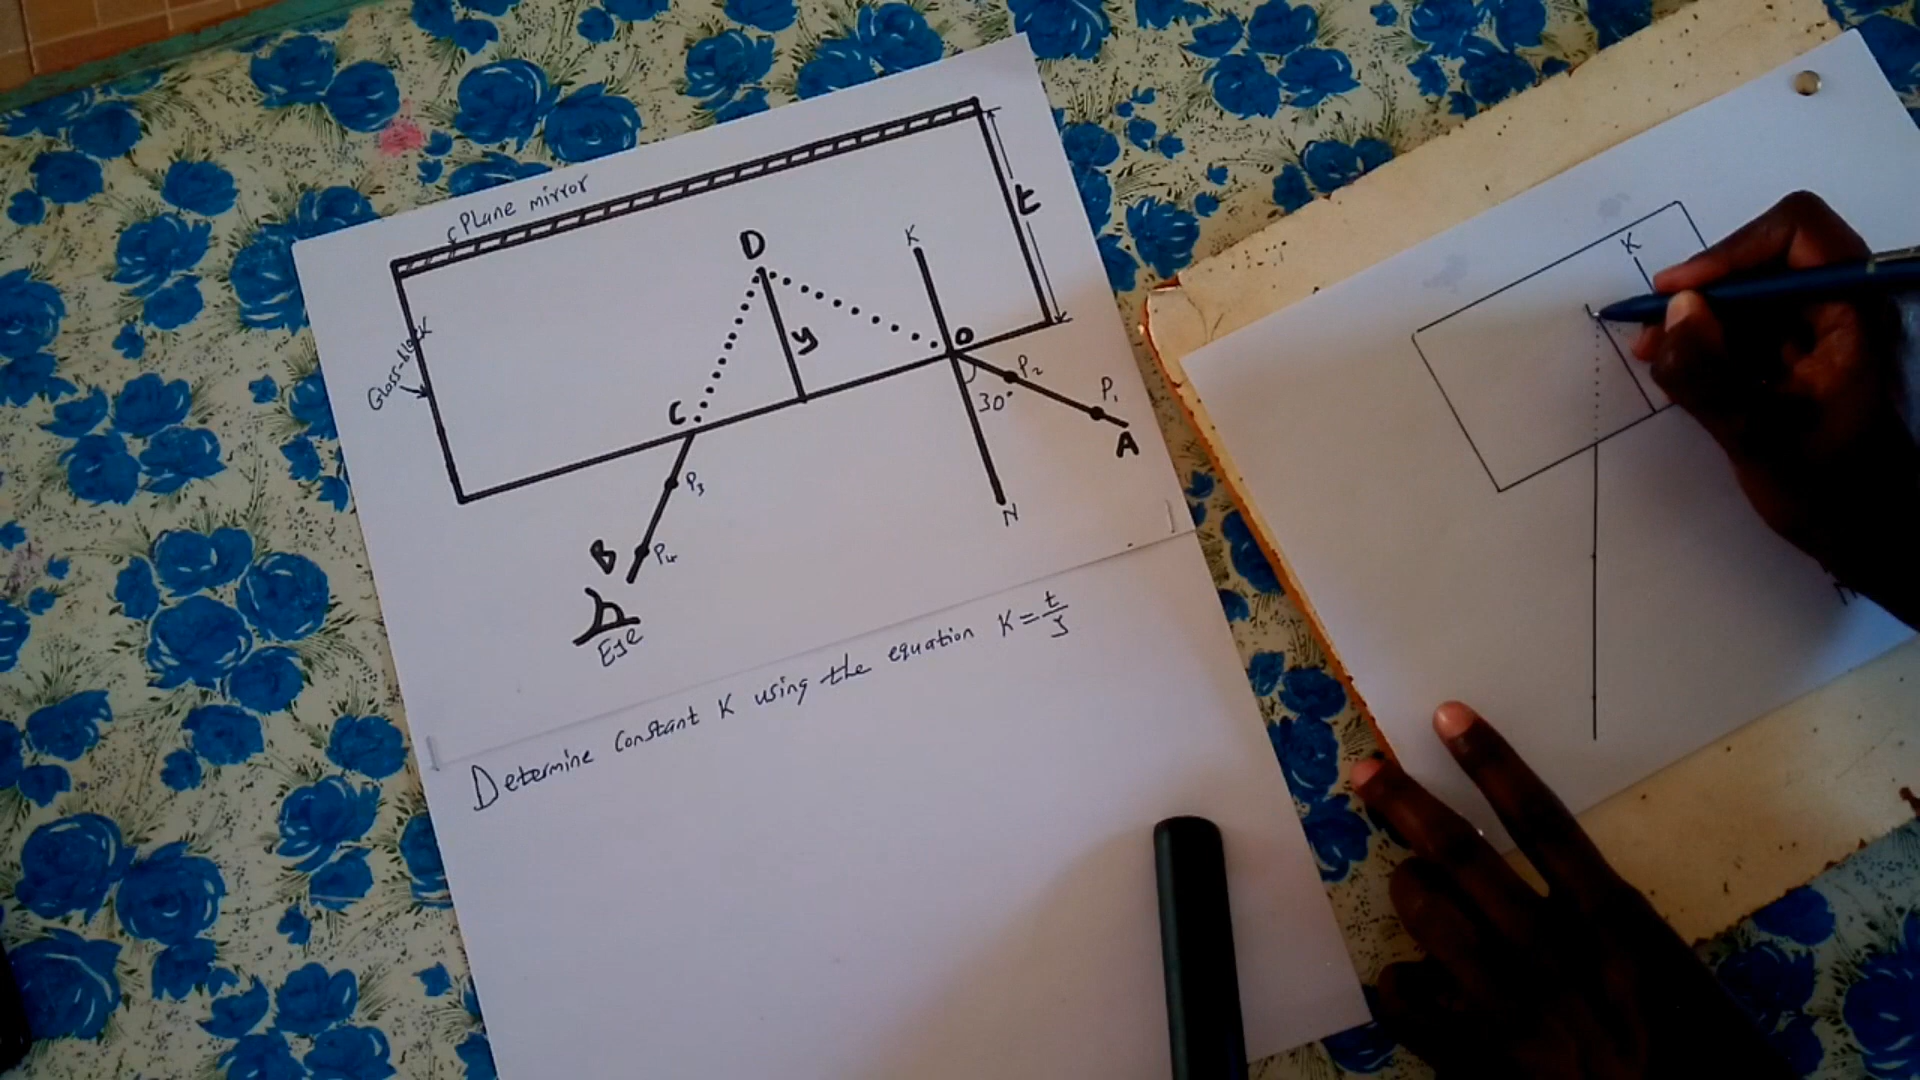 Plane mirror
Glass-block
D
K
t
y
O
C
P₂
30°
P₁
A
P₃
N
B
P₄
Eye
Determine Constant K using the equation K = t/y
K